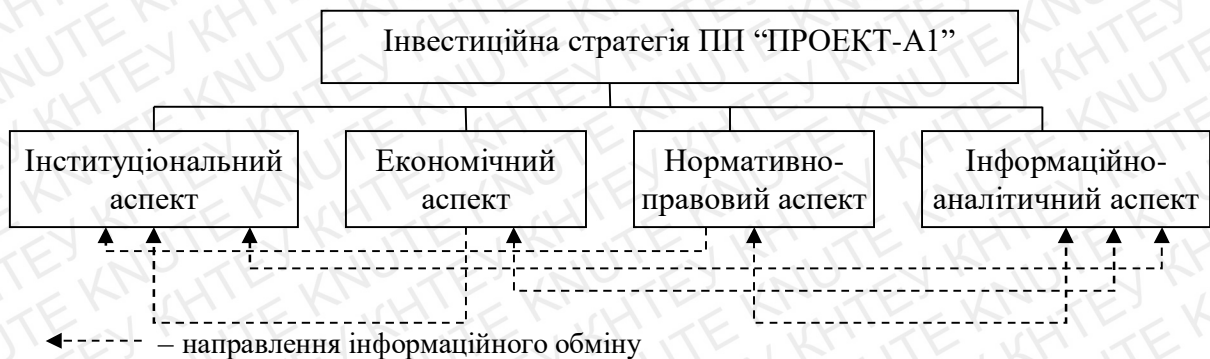 Інвестиційна стратегія ПП “ПРОЕКТ-А1”
Інституціональний
аспект
Економічний
аспект
Нормативно-
правовий аспект
Інформаційно-
аналітичний аспект
– направлення інформаційного обміну